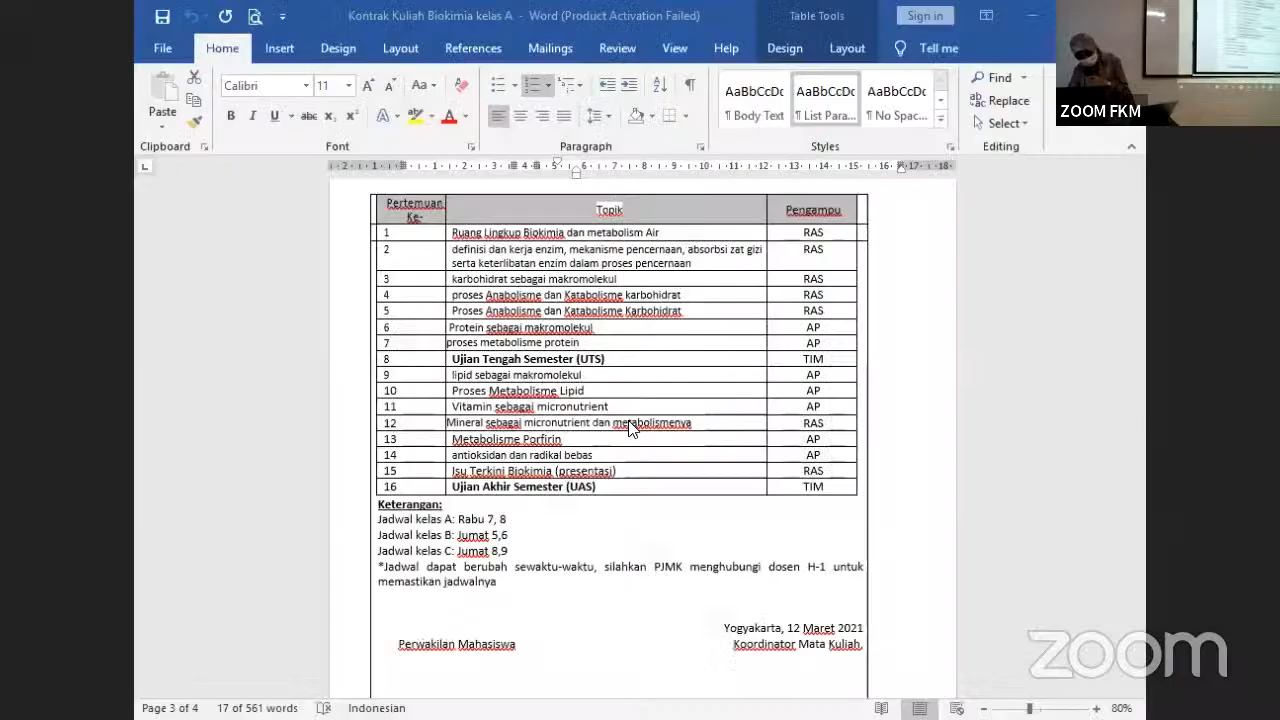 Kontrak Kuliah Biokimia kelas A - Word (Product Activation Failed)
Table Tools
Sign in
File Home Insert Design Layout References Mailings Review View Help Design Layout Tell me
ZOOM FKM
Paste
Calibri 11
Aa
B I U abc x₂ x²
AaBbCcDc AaBbCcDc AaBbCcDc
¶ Body Text ¶ List Para... ¶ No Spac...
Find
Replace
Select
Clipboard Font Paragraph Styles Editing
Pertemuan Ke- Topik Pengampu
1 Ruang Lingkup Biokimia dan metabolism Air RAS
2 definisi dan kerja enzim, mekanisme pencernaan, absorbsi zat gizi RAS
serta keterlibatan enzim dalam proses pencernaan
3 karbohidrat sebagai makromolekul RAS
4 proses Anabolisme dan Katabolisme karbohidrat RAS
5 Proses Anabolisme dan Katabolisme Karbohidrat RAS
6 Protein sebagai makromolekul AP
7 proses metabolisme protein AP
8 Ujian Tengah Semester (UTS) TIM
9 lipid sebagai makromolekul AP
10 Proses Metabolisme Lipid AP
11 Vitamin sebagai micronutrient AP
12 Mineral sebagai micronutrient dan metabolismenya RAS
13 Metabolisme Porfirin AP
14 antioksidan dan radikal bebas AP
15 Isu Terkini Biokimia (presentasi) RAS
16 Ujian Akhir Semester (UAS) TIM
Keterangan:
Jadwal kelas A: Rabu 7, 8
Jadwal kelas B: Jumat 5,6
Jadwal kelas C: Jumat 8,9
*Jadwal dapat berubah sewaktu-waktu, silahkan PJMK menghubungi dosen H-1 untuk
memastikan jadwalnya
Yogyakarta, 12 Maret 2021
Perwakilan Mahasiswa Koordinator Mata Kuliah,
zoom
Page 3 of 4 17 of 561 words Indonesian 80%